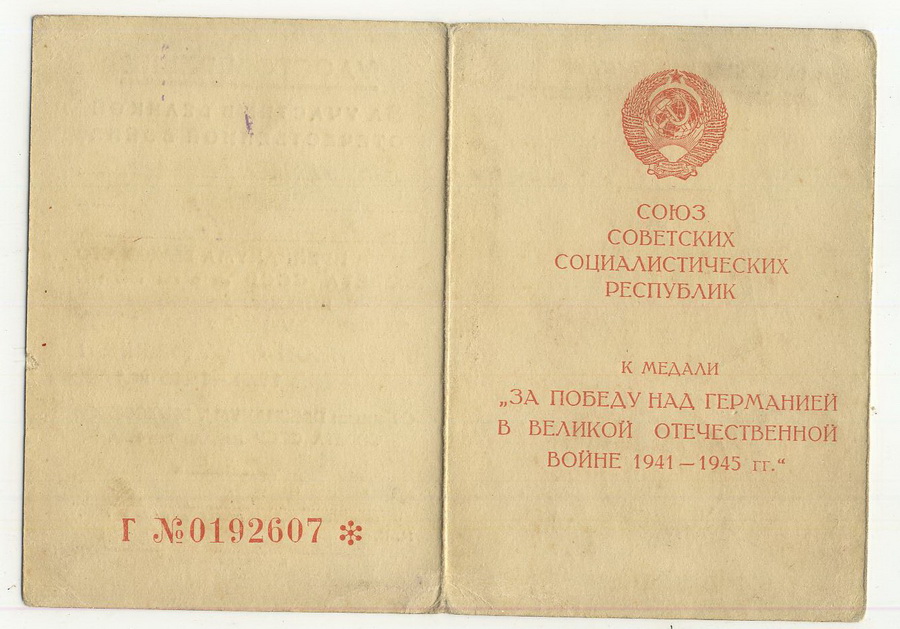 Г №0192607
СОЮЗ
СОВЕТСКИХ
СОЦИАЛИСТИЧЕСКИХ
РЕСПУБЛИК
К МЕДАЛИ
„ЗА ПОБЕДУ НАД ГЕРМАНИЕЙ
В ВЕЛИКОЙ ОТЕЧЕСТВЕННОЙ
ВОЙНЕ 1941—1945 гг.“